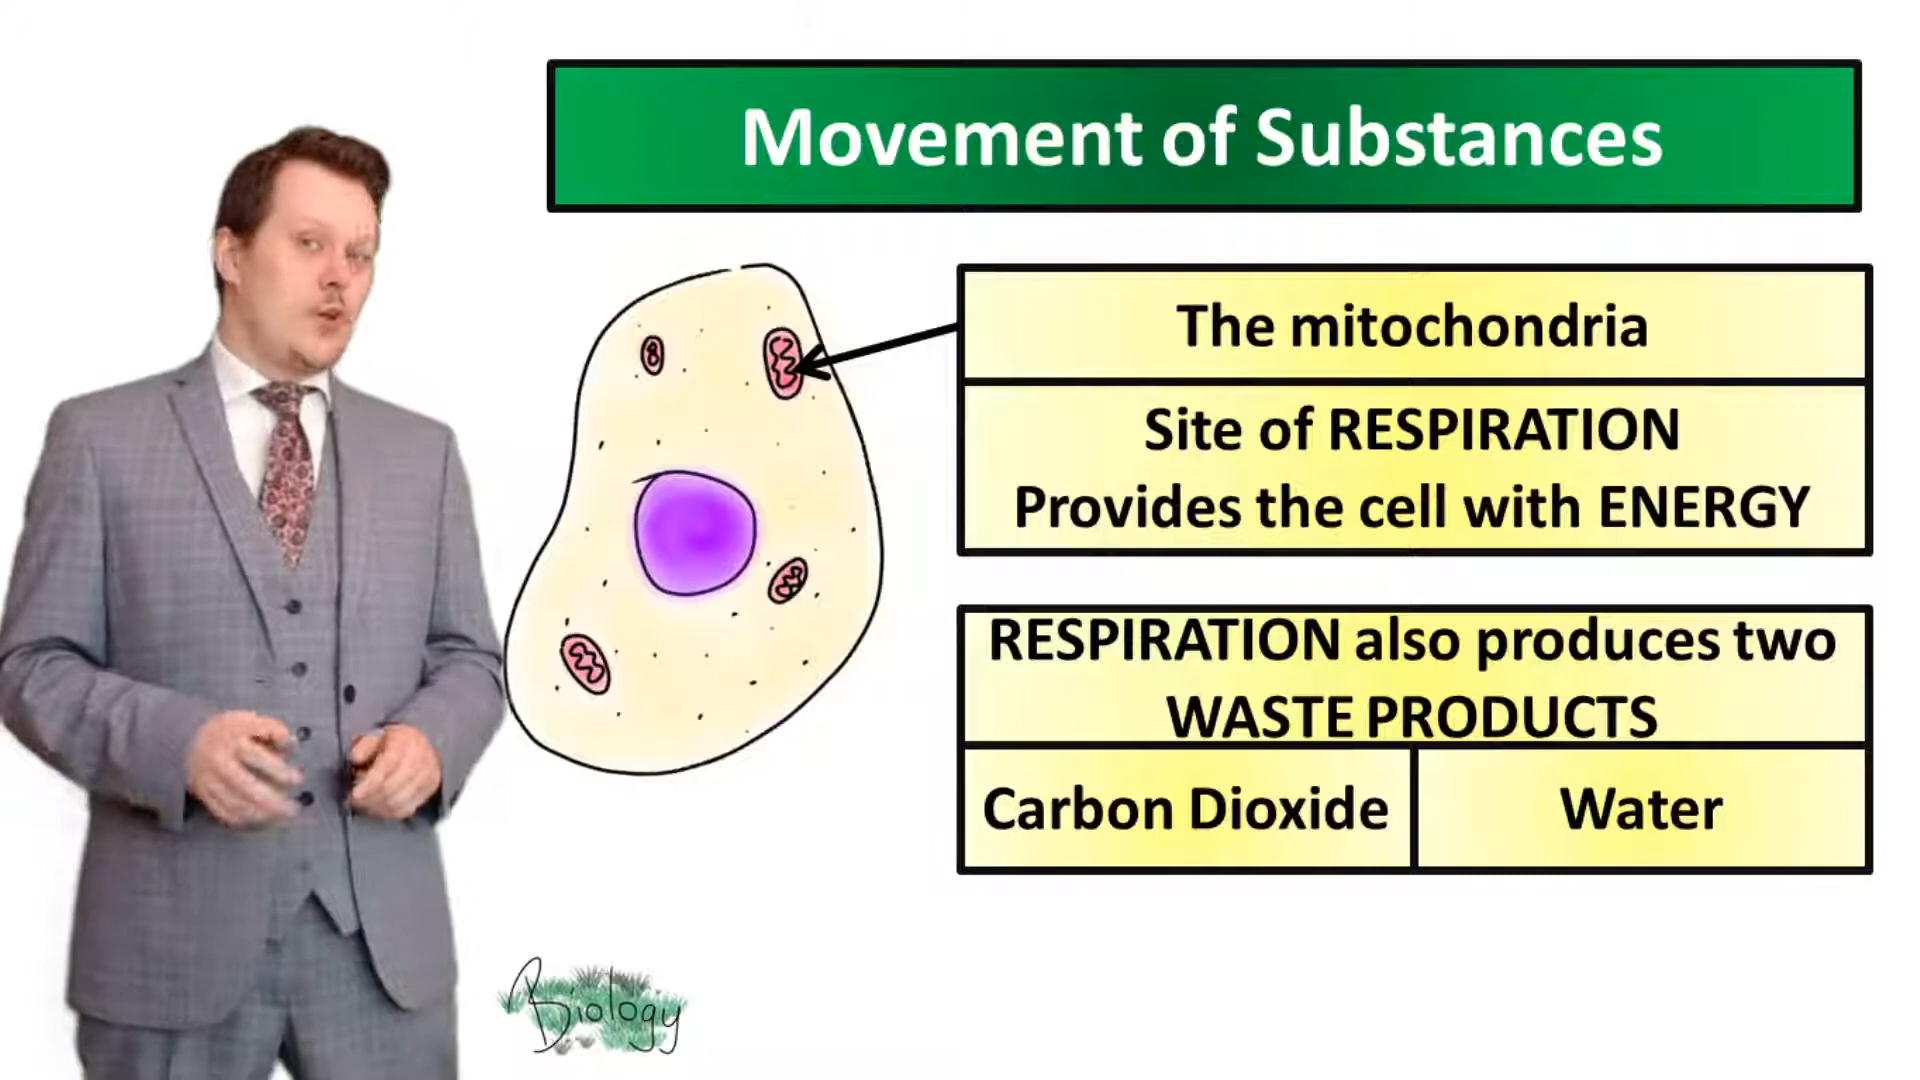 Movement of Substances
The mitochondria
Site of RESPIRATION
Provides the cell with ENERGY
RESPIRATION also produces two
WASTE PRODUCTS
Carbon Dioxide
Water
Biology